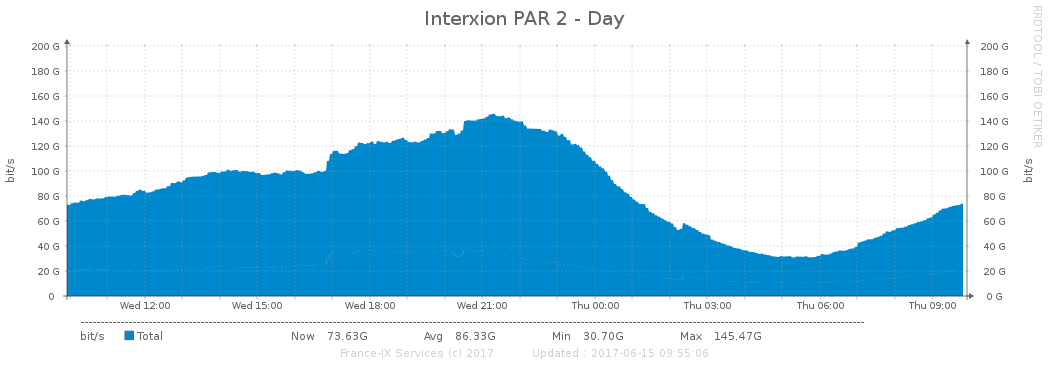 Interxion PAR 2 - Day
RRDTOOL / TOBI OETIKER
bit/s
200 G
180 G
160 G
140 G
120 G
100 G
80 G
60 G
40 G
20 G
0
200 G
180 G
160 G
140 G
120 G
100 G
80 G
60 G
40 G
20 G
0 G
bit/s
Wed 12:00 Wed 15:00 Wed 18:00 Wed 21:00 Thu 00:00 Thu 03:00 Thu 06:00 Thu 09:00
bit/s Total Now 73.63G Avg 86.33G Min 30.70G Max 145.47G
France-IX Services (c) 2017 Updated : 2017-06-15 09:55:06